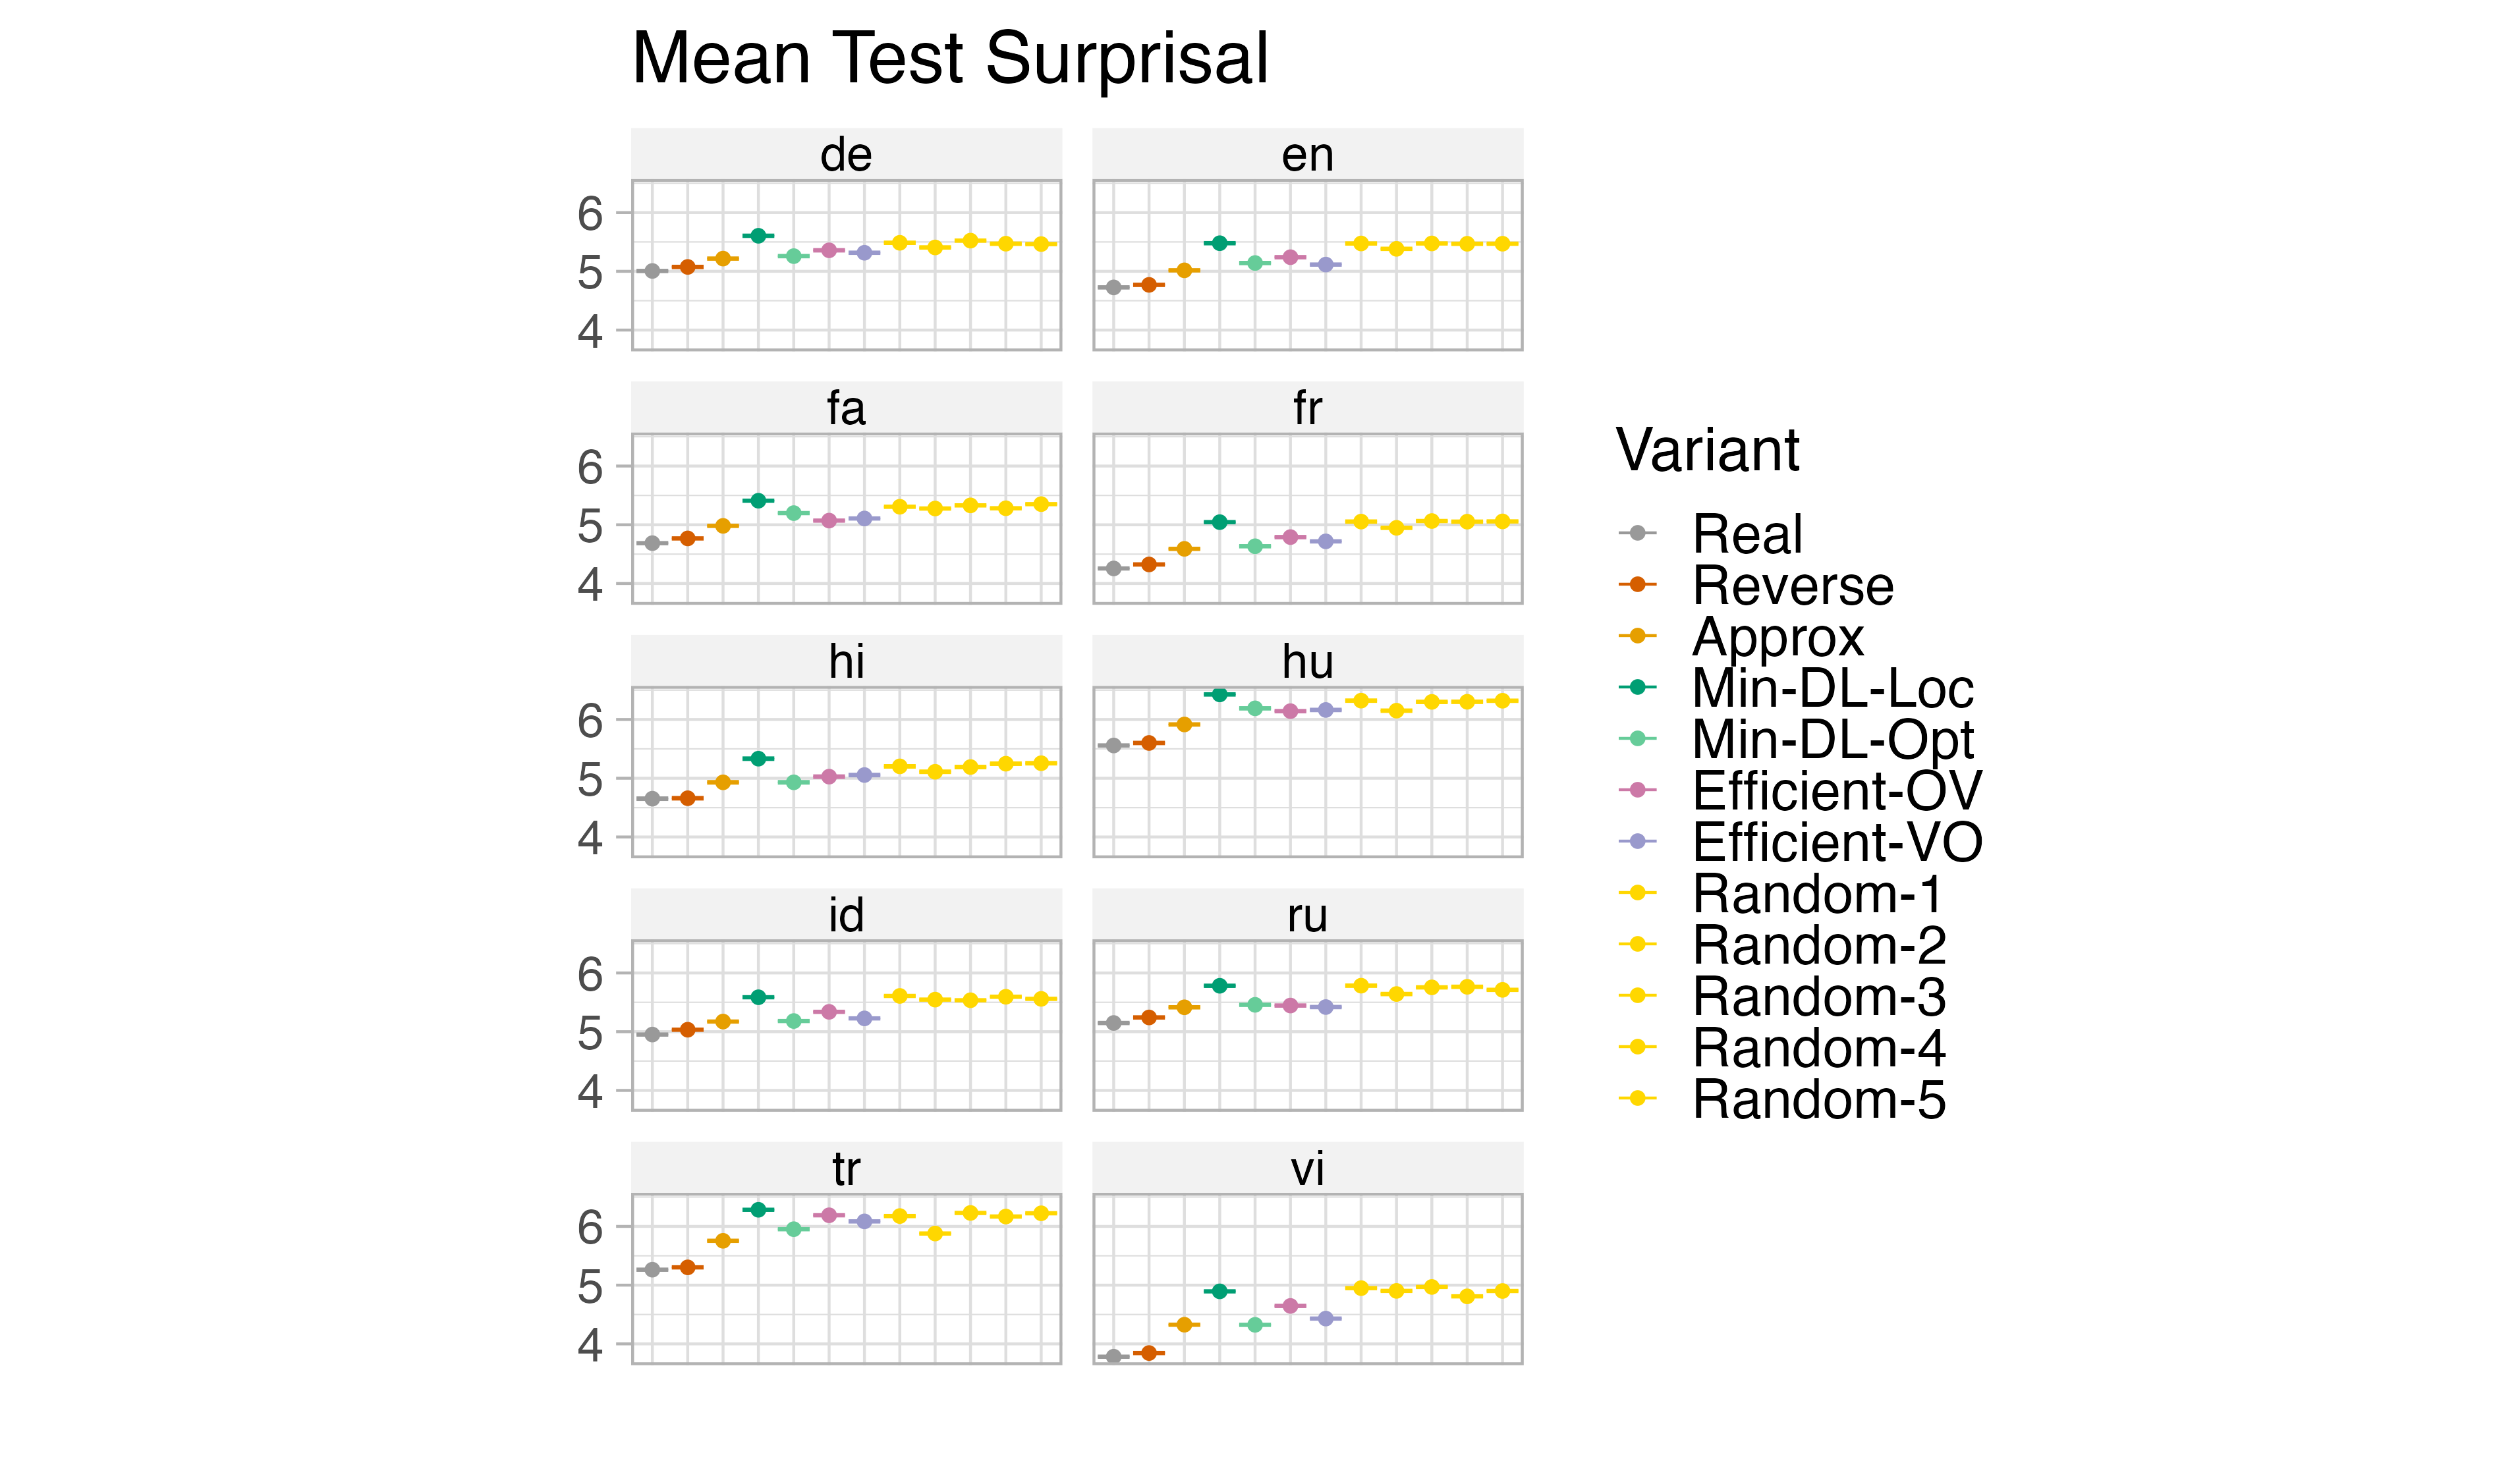 Mean Test Surprisal
de
en
6
5
4
fa
fr
6
5
4
hi
hu
6
5
4
id
ru
6
5
4
tr
vi
6
5
4
Variant
Real
Reverse
Approx
Min-DL-Loc
Min-DL-Opt
Efficient-OV
Efficient-VO
Random-1
Random-2
Random-3
Random-4
Random-5